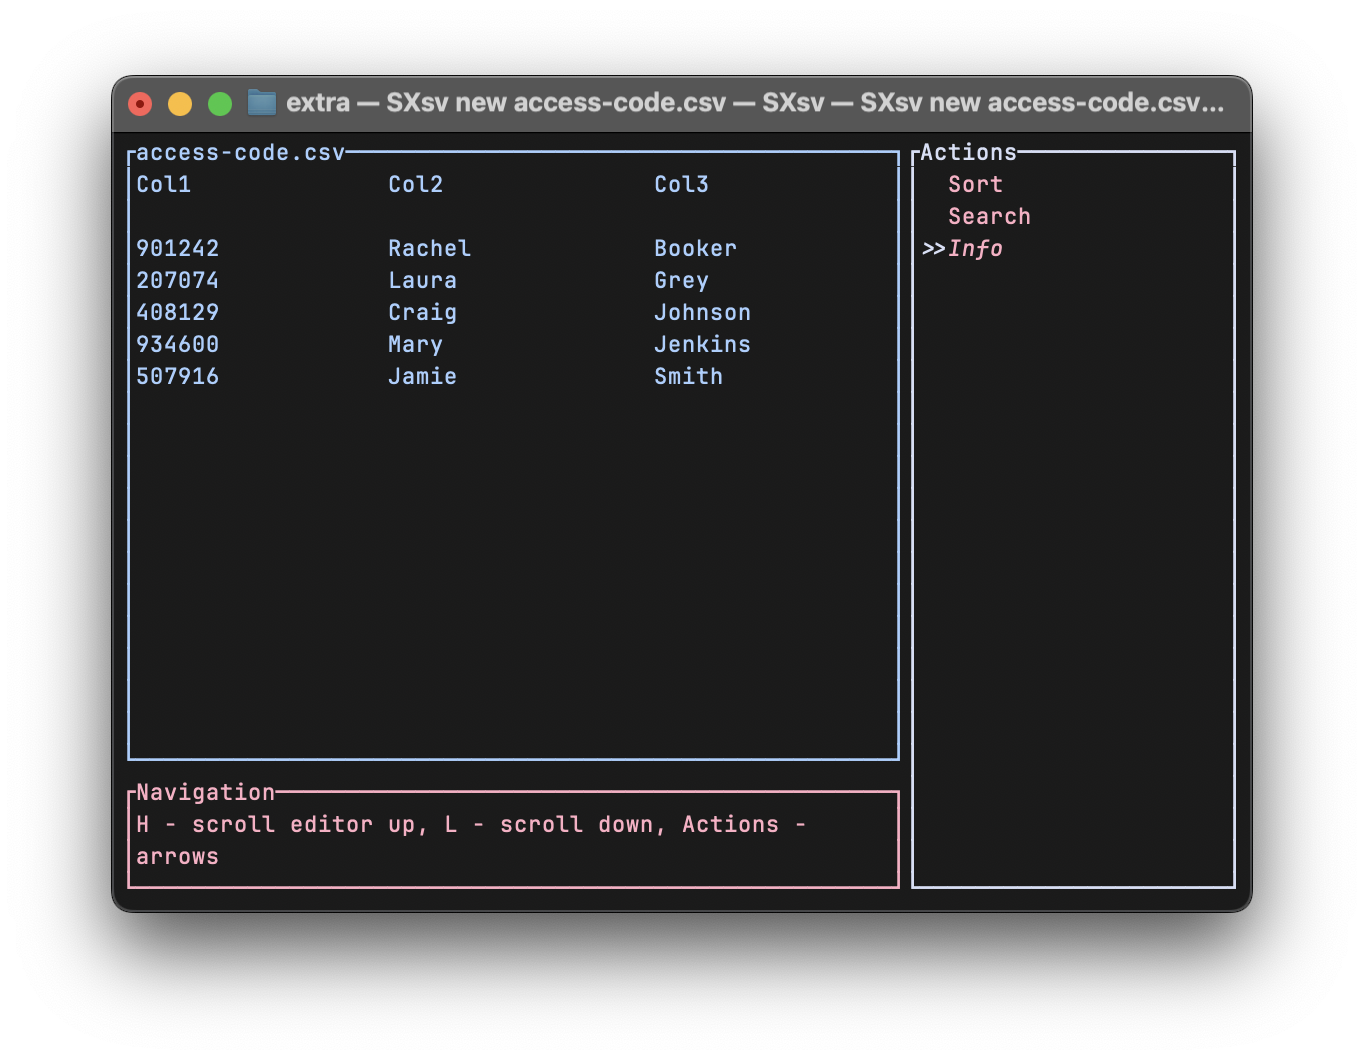 extra — SXsv new access-code.csv — SXsv — SXsv new access-code.csv...
access-code.csv
Col1 Col2 Col3
901242 Rachel Booker
207074 Laura Grey
408129 Craig Johnson
934600 Mary Jenkins
507916 Jamie Smith
Actions
Sort
Search
>>Info
Navigation
H - scroll editor up, L - scroll down, Actions -
arrows